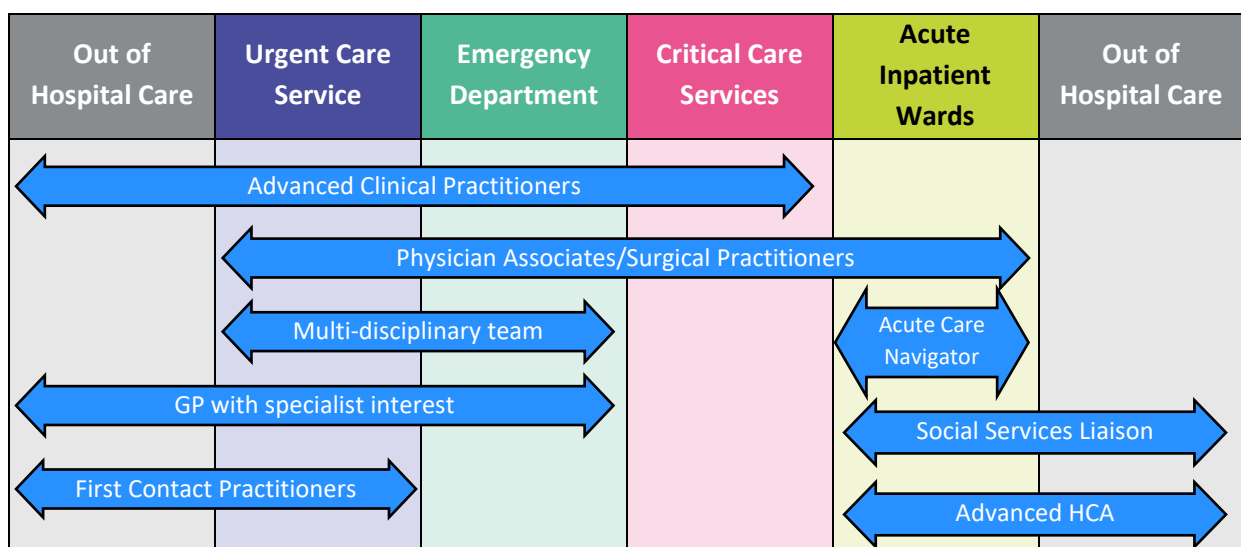 Out of
Hospital Care
Urgent Care
Service
Emergency
Department
Critical Care
Services
Acute
Inpatient
Wards
Out of
Hospital Care
Advanced Clinical Practitioners
Physician Associates/Surgical Practitioners
Multi-disciplinary team
Acute Care
Navigator
GP with specialist interest
Social Services Liaison
First Contact Practitioners
Advanced HCA